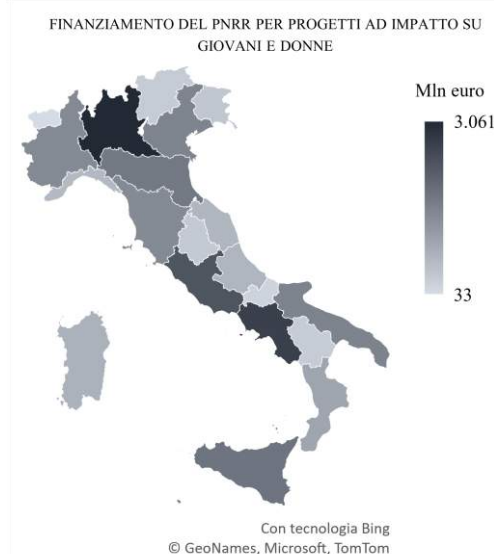 FINANZIAMENTO DEL PNRR PER PROGETTI AD IMPATTO SU
GIOVANI E DONNE
Mln euro
3.061
33
Con tecnologia Bing
© GeoNames, Microsoft, TomTom